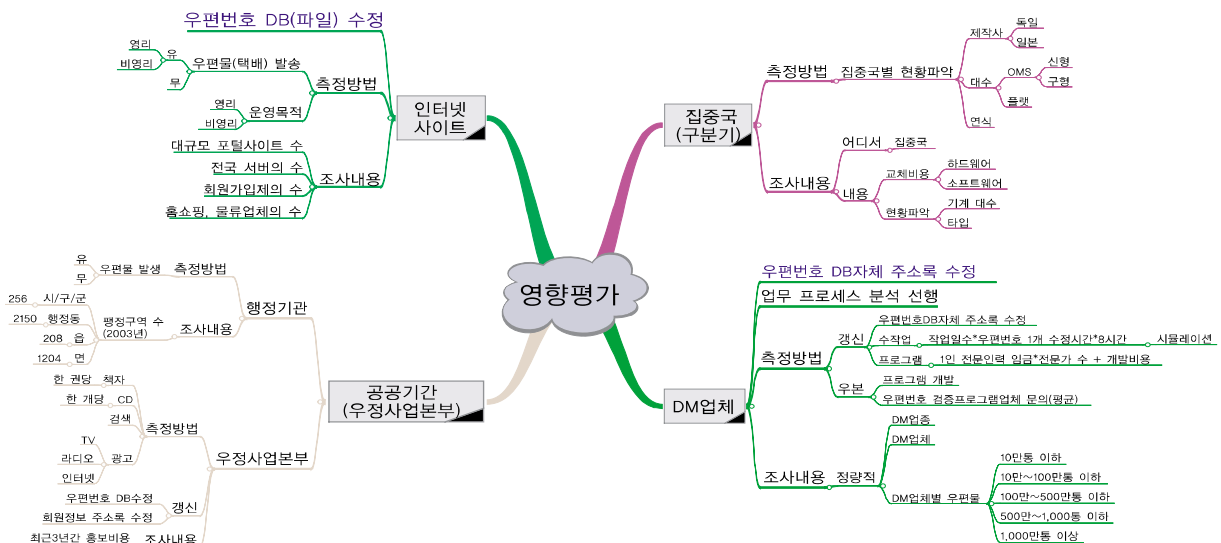 영향평가
인터넷
사이트
우편번호 DB(파일) 수정
측정방법
우편물(택배) 발송
유
영리
비영리
무
운영목적
영리
비영리
조사내용
대규모 포털사이트 수
전국 서버의 수
회원가입제의 수
홈쇼핑, 물류업체의 수
집중국
(구분기)
측정방법
집중국별 현황파악
제작사
독일
일본
대수
OMS
신형
구형
플랫
연식
조사내용
어디서
집중국
내용
교체비용
하드웨어
소프트웨어
현황파악
기계 대수
타입
공공기간
(우정사업본부)
행정기관
측정방법
우편물 발생
유
무
조사내용
팽정구역 수
(2003년)
시/구/군
256
행정동
2150
읍
208
면
1204
우정사업본부
측정방법
책자
한 권당
CD
한 개당
검색
광고
TV
라디오
인터넷
갱신
우편번호 DB수정
회원정보 주소록 수정
조사내용
최근3년간 홍보비용
DM업체
우편번호 DB자체 주소록 수정
업무 프로세스 분석 선행
측정방법
갱신
우편번호DB자체 주소록 수정
수작업
작업일수*우편번호 1개 수정시간*8시간
시뮬레이션
프로그램
1인 전문인력 임금*전문가 수 + 개발비용
우본
프로그램 개발
우편번호 검증프로그램업체 문의(평균)
조사내용
정량적
DM업종
DM업체
DM업체별 우편물
10만통 이하
10만~100만통 이하
100만~500만통 이하
500만~1,000통 이하
1,000만통 이상